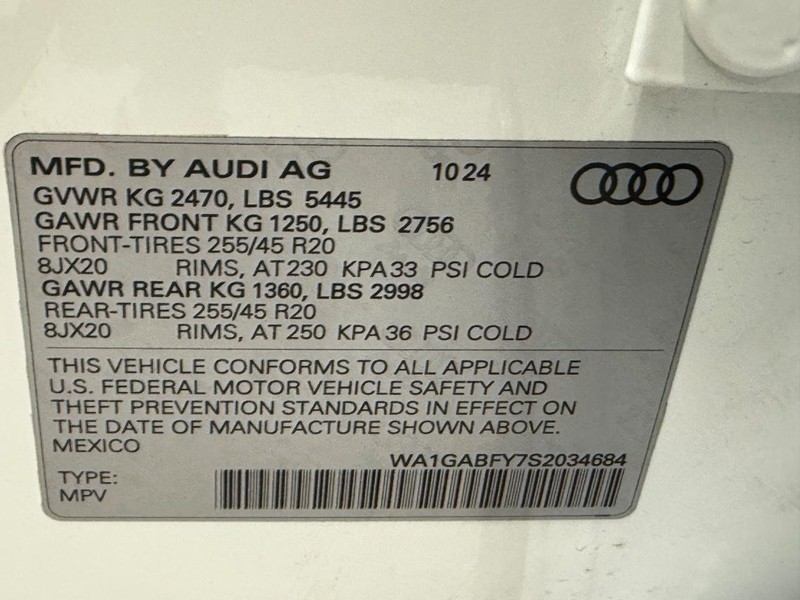 MFD. BY AUDI AG 10 24
GVWR KG 2470, LBS 5445
GAWR FRONT KG 1250, LBS 2756
FRONT-TIRES 255/45 R20
8JX20 RIMS, AT 230 KPA 33 PSI COLD
GAWR REAR KG 1360, LBS 2998
REAR-TIRES 255/45 R20
8JX20 RIMS, AT 250 KPA 36 PSI COLD
THIS VEHICLE CONFORMS TO ALL APPLICABLE
U.S. FEDERAL MOTOR VEHICLE SAFETY AND
THEFT PREVENTION STANDARDS IN EFFECT ON
THE DATE OF MANUFACTURE SHOWN ABOVE.
MEXICO
WA1GABFY7S2034684
TYPE:
MPV